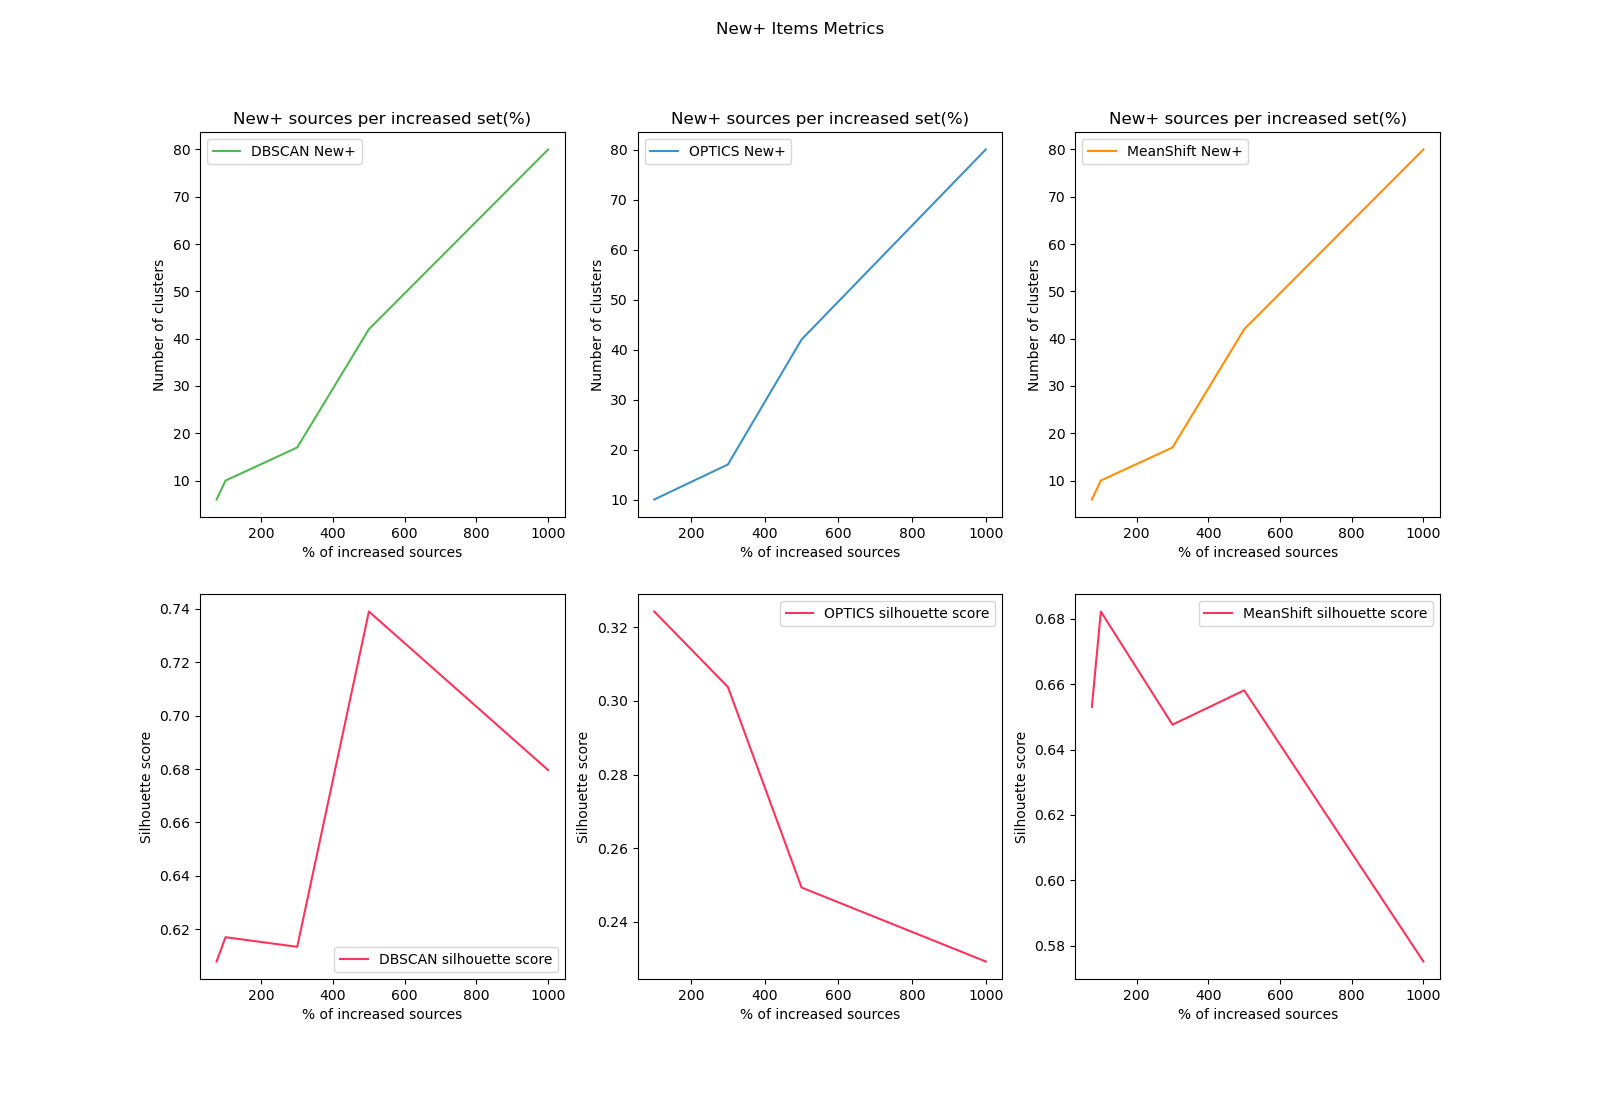 New+ Items Metrics
New+ sources per increased set(%)
New+ sources per increased set(%)
New+ sources per increased set(%)
DBSCAN New+
OPTICS New+
MeanShift New+
Number of clusters
80
70
60
50
40
30
20
10
200 400 600 800 1000
% of increased sources
Number of clusters
80
70
60
50
40
30
20
10
200 400 600 800 1000
% of increased sources
Number of clusters
80
70
60
50
40
30
20
10
200 400 600 800 1000
% of increased sources
Silhouette score
0.74
0.72
0.70
0.68
0.66
0.64
0.62
DBSCAN silhouette score
200 400 600 800 1000
% of increased sources
Silhouette score
OPTICS silhouette score
0.32
0.30
0.28
0.26
0.24
200 400 600 800 1000
% of increased sources
Silhouette score
MeanShift silhouette score
0.68
0.66
0.64
0.62
0.60
0.58
200 400 600 800 1000
% of increased sources